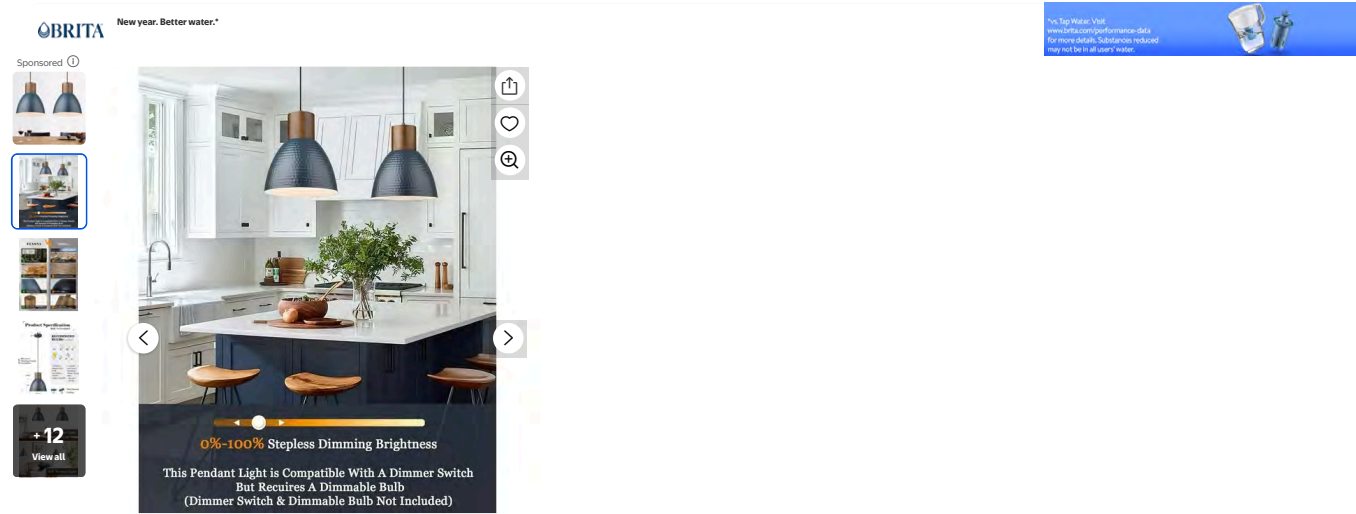 BRITA
New year. Better water.*
*vs. Tap Water. Visit
www.brita.com/performance-data
for more details. Substances reduced
may not be in all users' water.
Sponsored
Product Specification
+12
View all
0%-100% Stepless Dimming Brightness
This Pendant Light is Compatible With A Dimmer Switch
But Recuires A Dimmable Bulb
(Dimmer Switch & Dimmable Bulb Not Included)